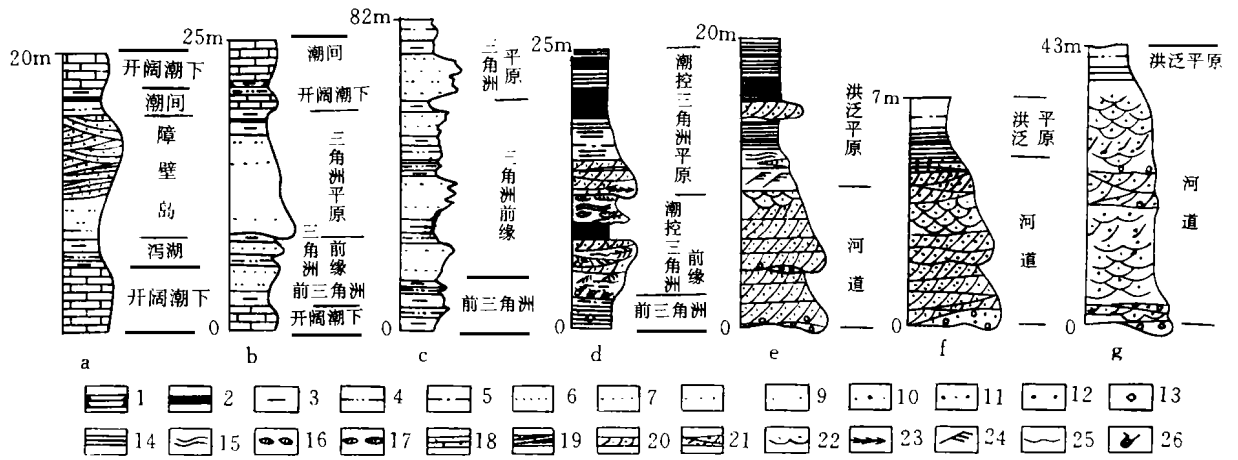 20m
开阔潮下
潮间
障壁岛
泻湖
开阔潮下
0
a
25m
潮间
开阔潮下
三角洲平原
三角洲前缘
前三角洲
开阔潮下
0
b
82m
三角洲平原
三角洲前缘
前三角洲
0
c
25m
潮控三角洲平原
潮控三角洲前缘
前三角洲
0
d
20m
洪泛平原
河道
0
e
7m
洪泛平原
河道
0
f
43m
洪泛平原
河道
0
g
1 2 3 4 5 6 7 9 10 11 12 13
14 15 16 17 18 19 20 21 22 23 24 25 26